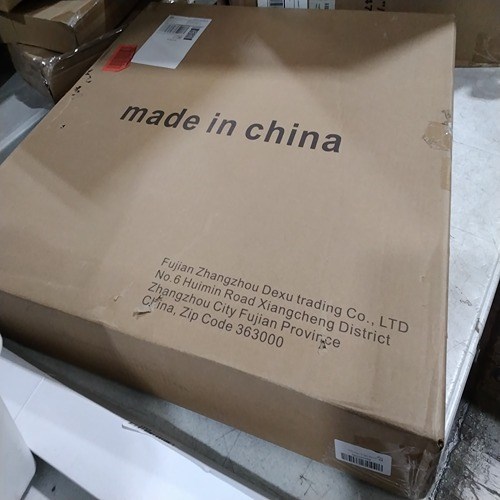 made in china
Fujian Zhangzhou Dexu trading Co., LTD
No.6 Huimin Road Xiangcheng District
Zhangzhou City Fujian Province
China, Zip Code 363000